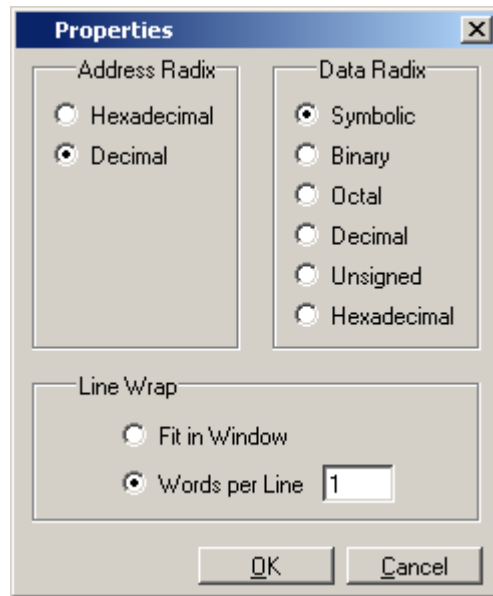 Properties
Address Radix
Hexadecimal
Decimal
Data Radix
Symbolic
Binary
Octal
Decimal
Unsigned
Hexadecimal
Line Wrap
Fit in Window
Words per Line 1
OK Cancel